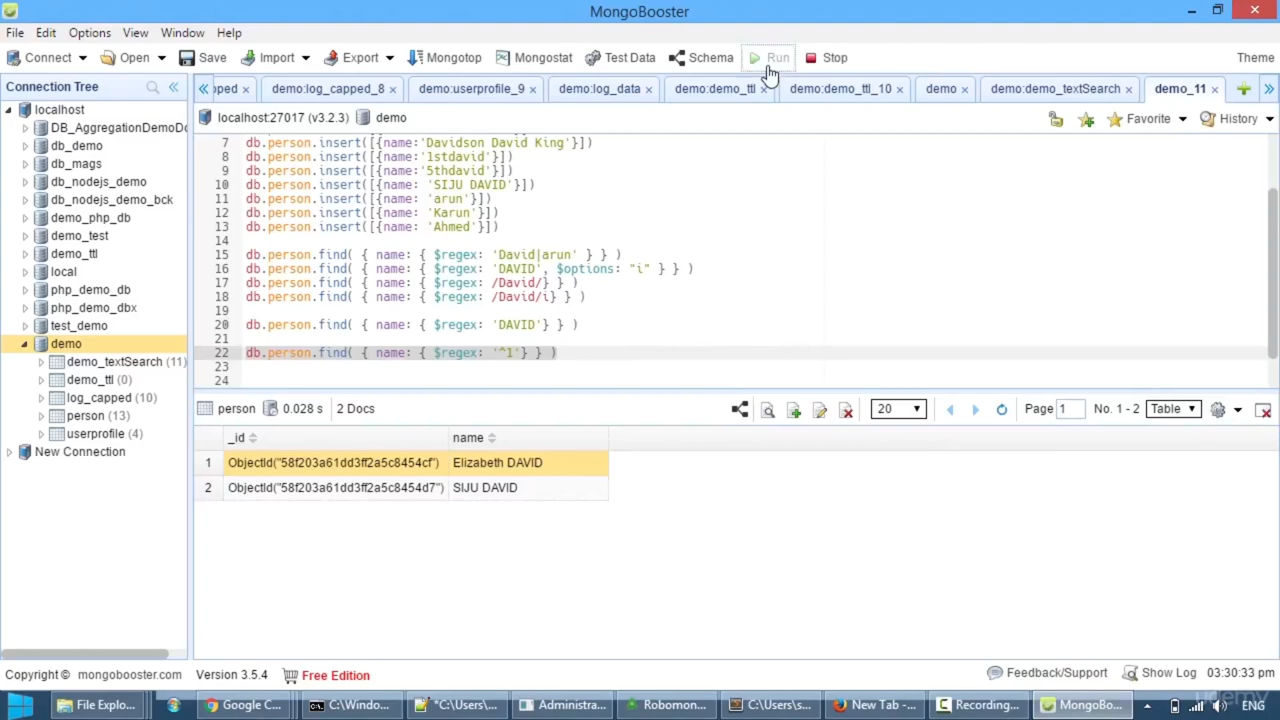 MongoBooster
File Edit Options View Window Help
Connect Open Save Import Export Mongotop Mongostat Test Data Schema Run Stop Theme
Connection Tree
pped × demo:log_capped_8 × demo:userprofile_9 × demo:log_data × demo:demo_ttl × demo:demo_ttl_10 × demo × demo:demo_textSearch × demo_11 ×
localhost:27017 (v3.2.3) demo Favorite History
localhost
DB_AggregationDemoDo
db_demo
db_mags
db_nodejs_demo
db_nodejs_demo_bck
demo_php_db
demo_test
demo_ttl
local
php_demo_db
php_demo_dbx
test_demo
demo
demo_textSearch (11)
demo_ttl (0)
log_capped (10)
person (13)
userprofile (4)
New Connection
7 db.person.insert([{name:'Davidson David King'}])
8 db.person.insert([{name:'1stdavid'}])
9 db.person.insert([{name:'5thdavid'}])
10 db.person.insert([{name: 'SIJU DAVID'}])
11 db.person.insert([{name: 'arun'}])
12 db.person.insert([{name: 'Karun'}])
13 db.person.insert([{name: 'Ahmed'}])
14
15 db.person.find( { name: { $regex: 'David|arun' } } )
16 db.person.find( { name: { $regex: 'DAVID', $options: "i" } } )
17 db.person.find( { name: { $regex: /David/} } )
18 db.person.find( { name: { $regex: /David/i} } )
19
20 db.person.find( { name: { $regex: 'DAVID'} } )
21
22 db.person.find( { name: { $regex: '^1'} } )
23
24
person 0.028 s 2 Docs 20 Page 1 No. 1 - 2 Table
_id name
1 ObjectId("58f203a61dd3ff2a5c8454cf") Elizabeth DAVID
2 ObjectId("58f203a61dd3ff2a5c8454d7") SIJU DAVID
Copyright © mongobooster.com Version 3.5.4 Free Edition Feedback/Support Show Log 03:30:33 pm
File Explo... Google C... C:\Window... *C:\Users\... Administra... Robomon... C:\Users\s... New Tab -... Recording... MongoBo... ENG
udemy